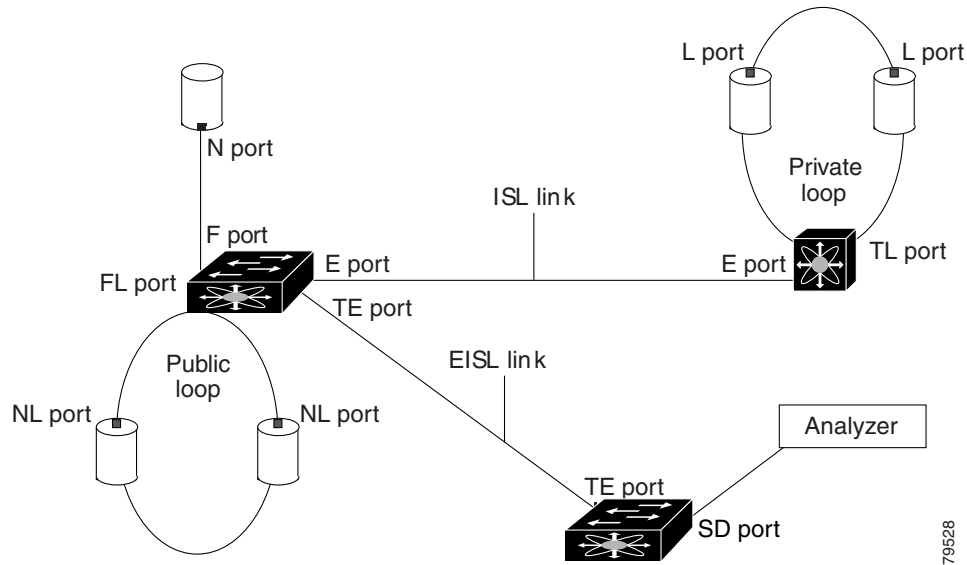 L port
L port
N port
Private
loop
ISL link
F port
FL port
E port
E port
TL port
TE port
Public
loop
EISL link
NL port
NL port
Analyzer
TE port
SD port
79528